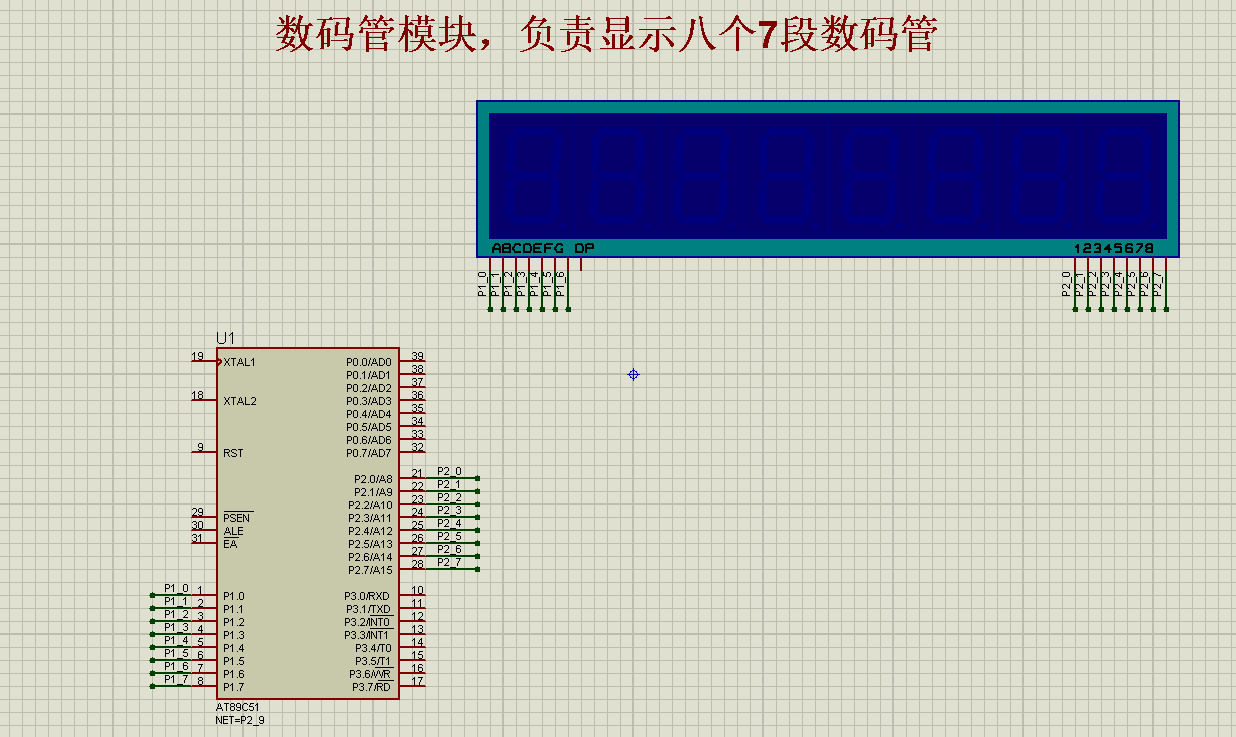 数码管模块，负责显示八个7段数码管
ABCDEFG DP
12345678
P1_0
P1_1
P1_2
P1_3
P1_4
P1_5
P1_6
P2_0
P2_1
P2_2
P2_3
P2_4
P2_5
P2_6
P2_7
U1
19 XTAL1 P0.0/AD0 39
P0.1/AD1 38
P0.2/AD2 37
18 XTAL2 P0.3/AD3 36
P0.4/AD4 35
P0.5/AD5 34
P0.6/AD6 33
9 RST P0.7/AD7 32
P2.0/A8 21 P2_0
P2.1/A9 22 P2_1
P2.2/A10 23 P2_2
29 PSEN P2.3/A11 24 P2_3
30 ALE P2.4/A12 25 P2_4
31 EA P2.5/A13 26 P2_5
P2.6/A14 27 P2_6
P2.7/A15 28 P2_7
P1_0 1 P1.0 P3.0/RXD 10
P1_1 2 P1.1 P3.1/TXD 11
P1_2 3 P1.2 P3.2/INT0 12
P1_3 4 P1.3 P3.3/INT1 13
P1_4 5 P1.4 P3.4/T0 14
P1_5 6 P1.5 P3.5/T1 15
P1_6 7 P1.6 P3.6/WR 16
P1_7 8 P1.7 P3.7/RD 17
AT89C51
NET=P2_9